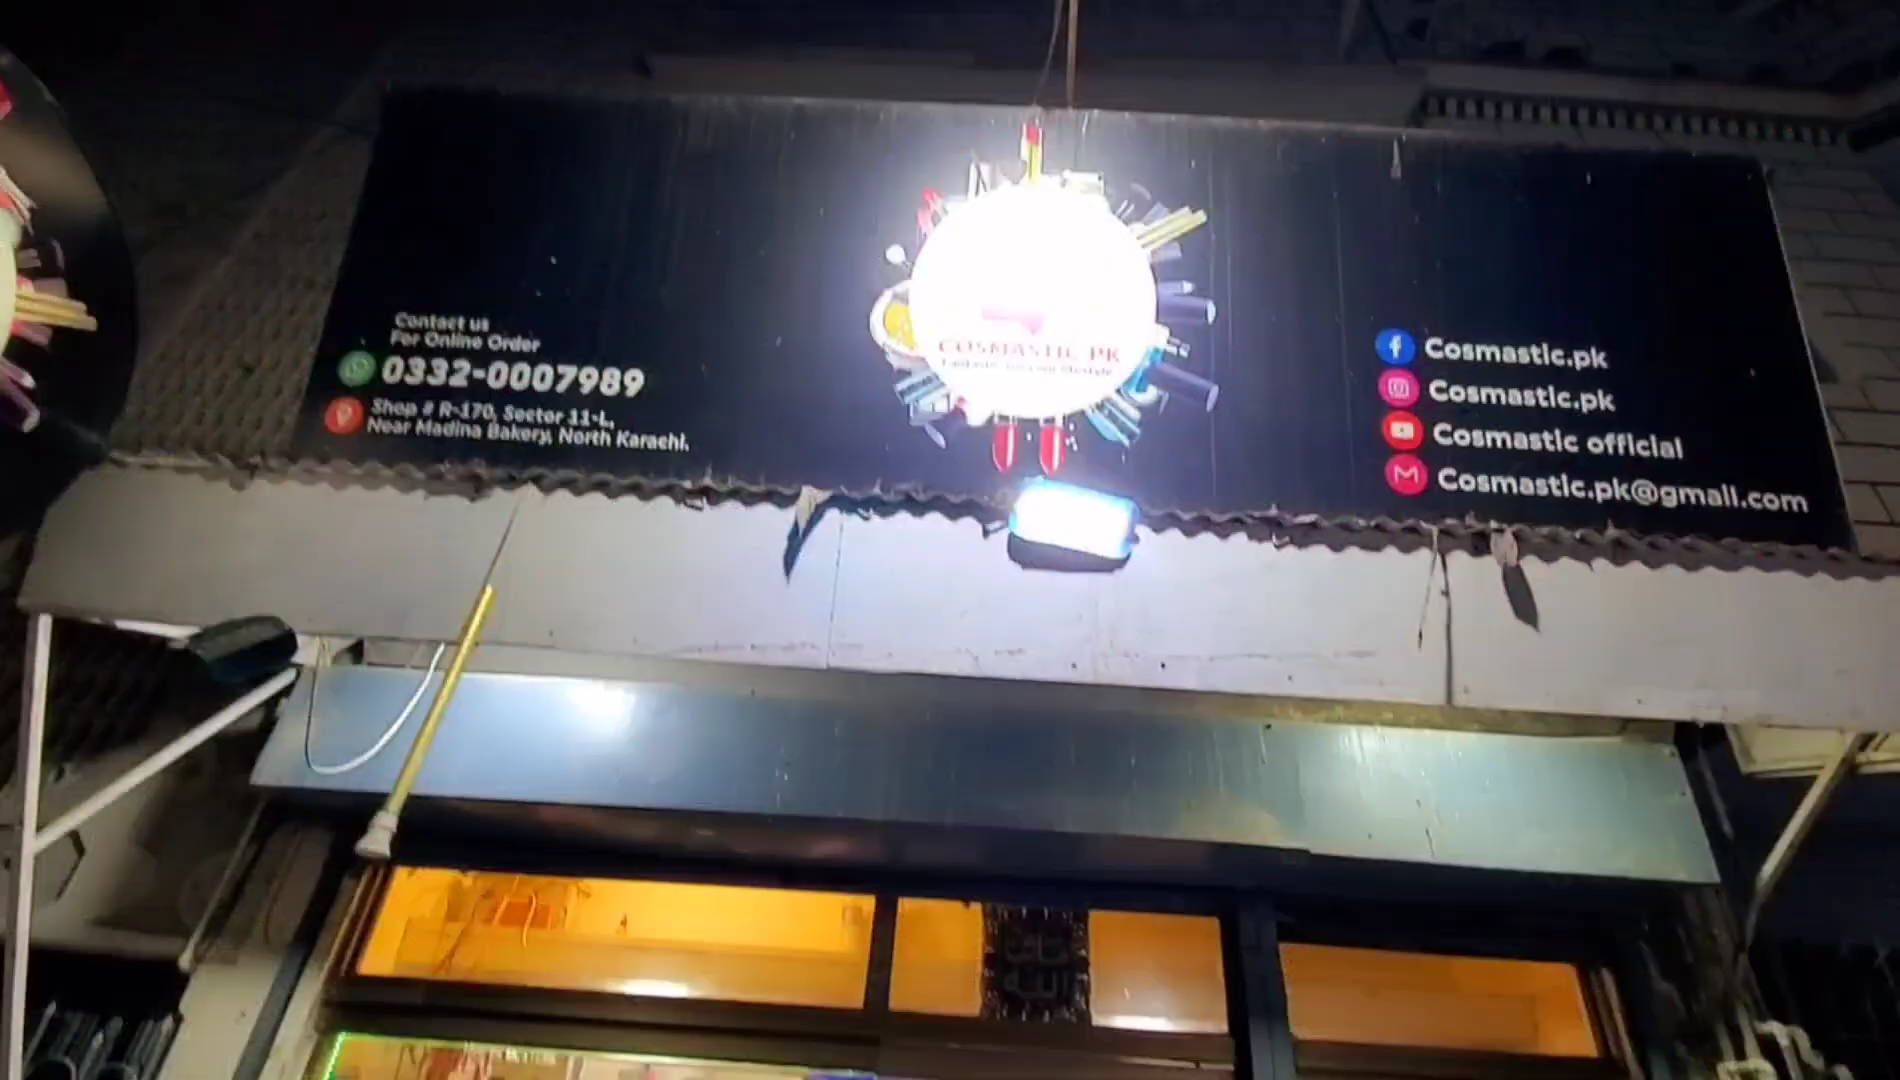 Contact us
For Online Order
0332-0007989
Shop # R-170, Sector 11-L,
Near Madina Bakery, North Karachi.
COSMASTIC.PK
lifestyle
Cosmastic.pk
Cosmastic.pk
Cosmastic official
Cosmastic.pk@gmail.com